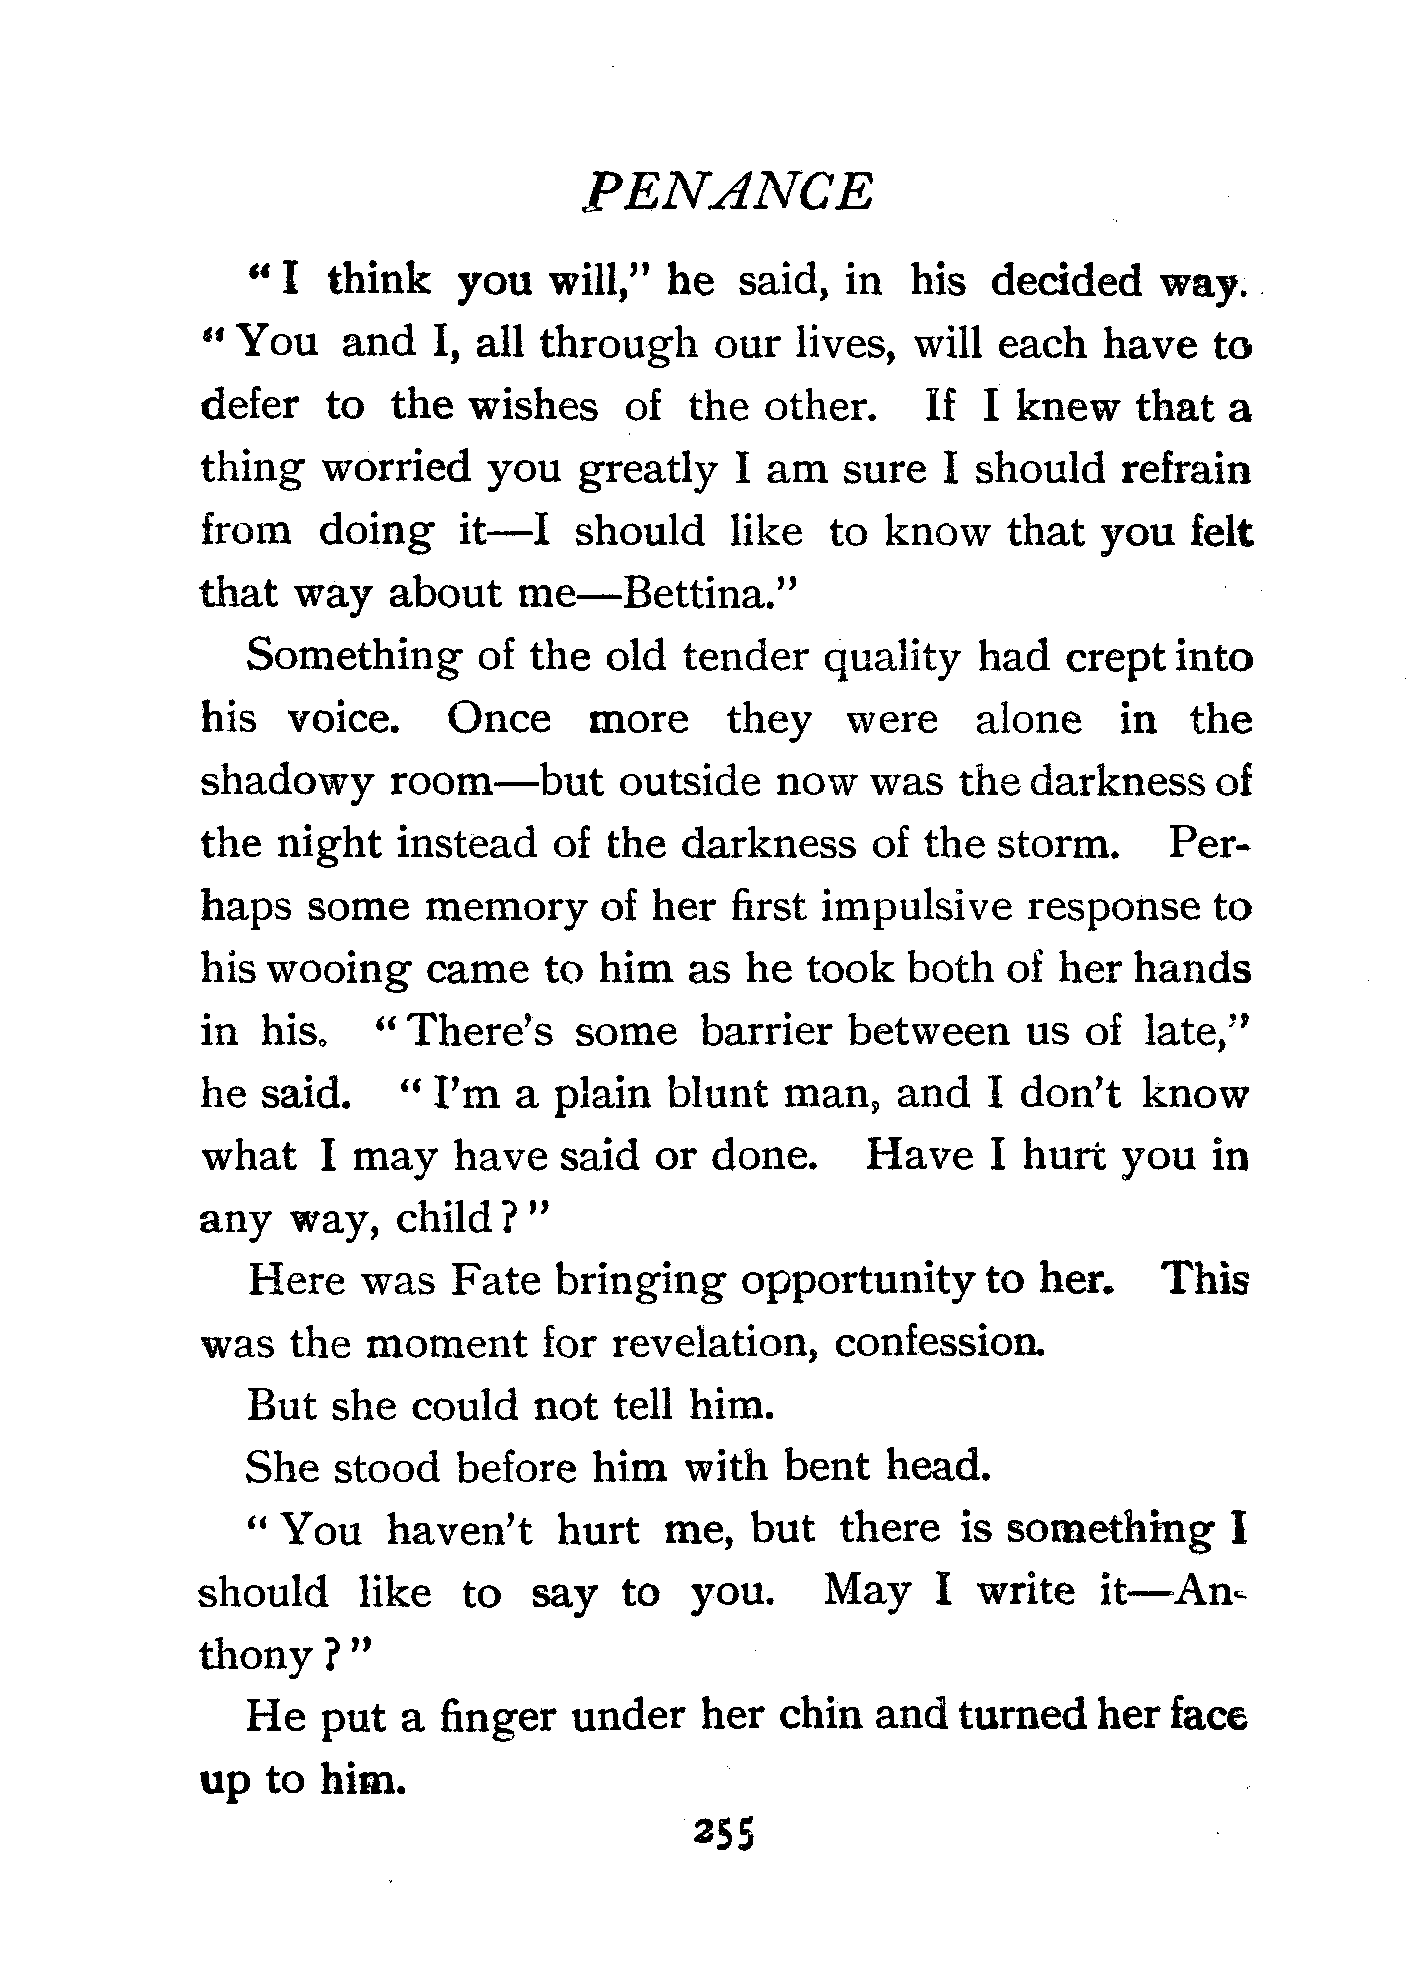 PENANCE
“ I think you will,” he said, in his decided way.
“ You and I, all through our lives, will each have to
defer to the wishes of the other. If I knew that a
thing worried you greatly I am sure I should refrain
from doing it—I should like to know that you felt
that way about me—Bettina.”
Something of the old tender quality had crept into
his voice. Once more they were alone in the
shadowy room—but outside now was the darkness of
the night instead of the darkness of the storm. Per-
haps some memory of her first impulsive response to
his wooing came to him as he took both of her hands
in his. “ There’s some barrier between us of late,”
he said. “ I’m a plain blunt man, and I don’t know
what I may have said or done. Have I hurt you in
any way, child ? ”
Here was Fate bringing opportunity to her. This
was the moment for revelation, confession.
But she could not tell him.
She stood before him with bent head.
“ You haven’t hurt me, but there is something I
should like to say to you. May I write it—An-
thony ? ”
He put a finger under her chin and turned her face
up to him.
255